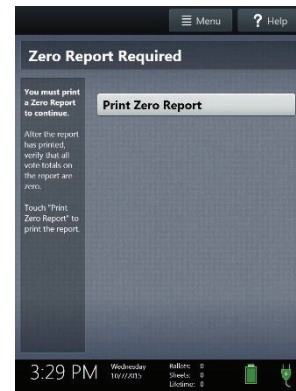 Menu
? Help
Zero Report Required
You must print
a Zero Report
to continue.
After the report
has printed,
verify that all
vote totals on
the report are
zero.
Touch "Print
Zero Report" to
print the report.
Print Zero Report
3:29 PM
Wednesday
10/7/2015
Ballots: 0
Sheets: 0
Lifetime: 0